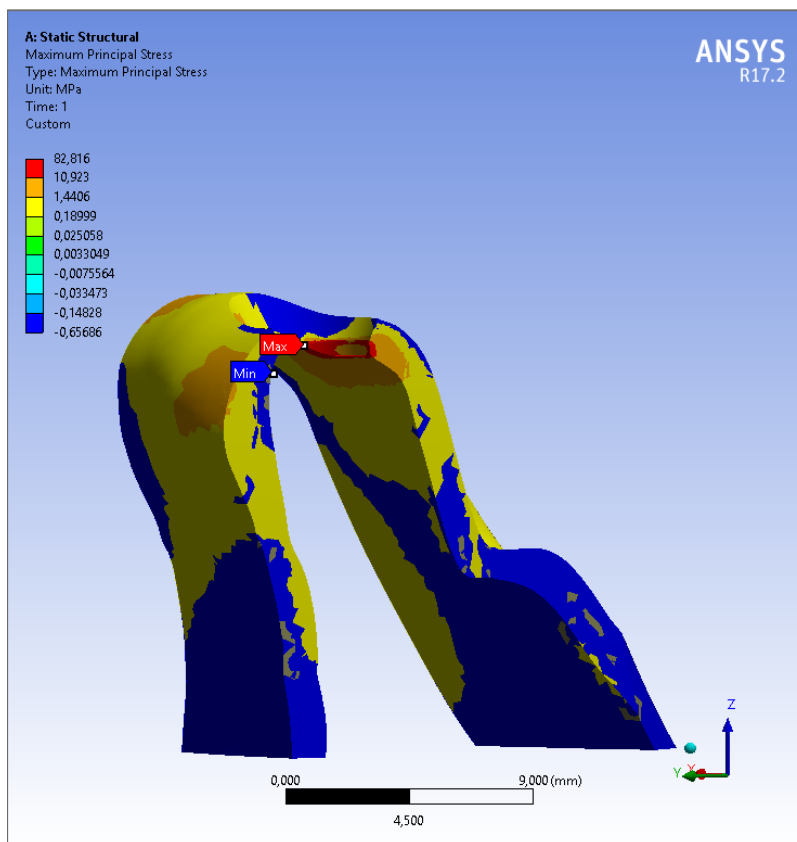 A: Static Structural
Maximum Principal Stress
Type: Maximum Principal Stress
Unit: MPa
Time: 1
Custom
ANSYS
R17.2
82,816
10,923
1,4406
0,18999
0,025058
0,0033049
-0,0075564
-0,033473
-0,14828
-0,65686
Max
Min
Z
Y X
0,000 9,000 (mm)
4,500